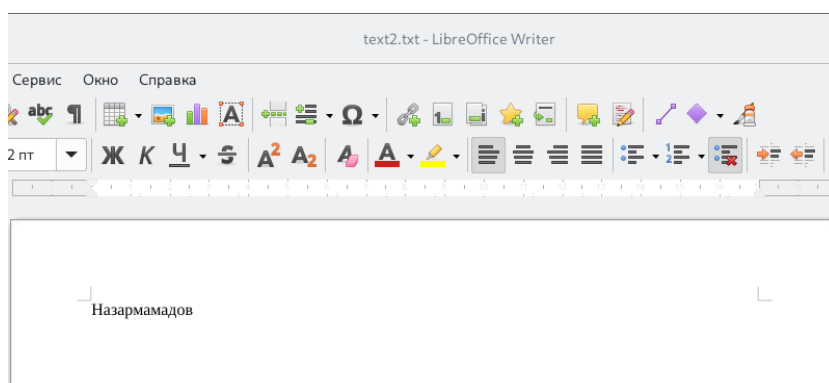 text2.txt - LibreOffice Writer
Сервис Окно Справка
2 пт
Назармамадов